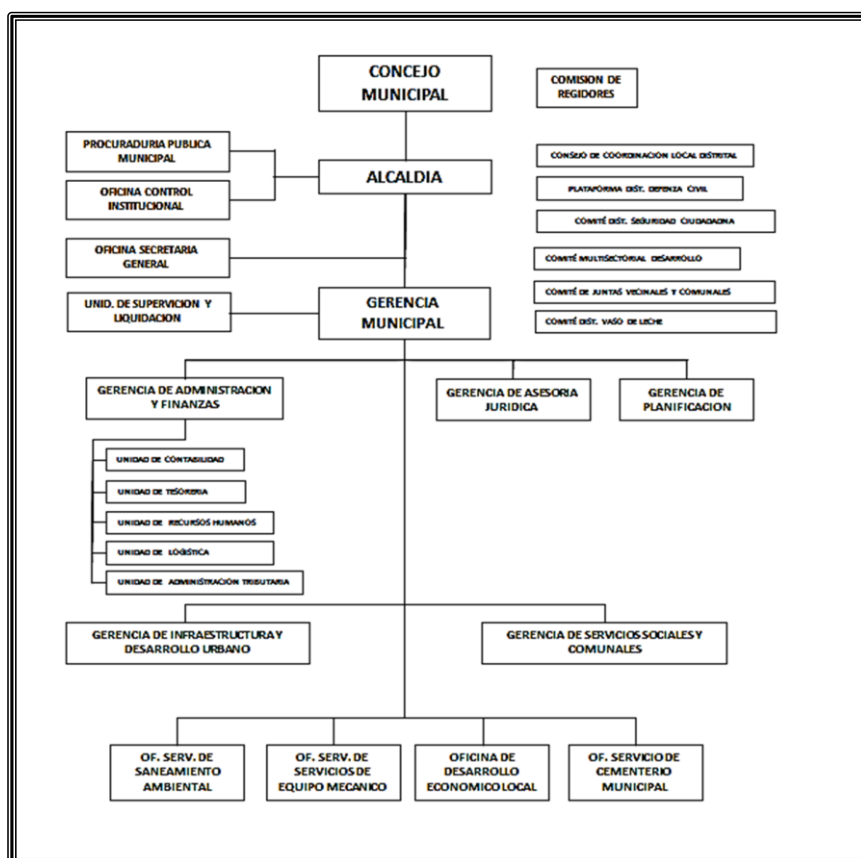 CONCEJO
MUNICIPAL
COMISION DE
REGIDORES
PROCURADURIA PUBLICA
MUNICIPAL
OFICINA CONTROL
INSTITUCIONAL
ALCALDIA
CONSEJO DE COORDINACIÓN LOCAL DISTRITAL
PLATAFORMA DIST. DEFENZA CIVIL
COMITÉ DIST. SEGURIDAD CIUDADADNA
OFICINA SECRETARIA
GENERAL
COMITÉ MULTISECTORIAL DESARROLLO
UNID. DE SUPERVICION Y
LIQUIDACION
GERENCIA
MUNICIPAL
COMITÉ DE JUNTAS VECINALES Y COMUNALES
COMITÉ DIST. VASO DE LECHE
GERENCIA DE ADMINISTRACION
Y FINANZAS
GERENCIA DE ASESORIA
JURIDICA
GERENCIA DE
PLANIFICACION
UNIDAD DE CONTABILIDAD
UNIDAD DE TESORERIA
UNIDAD DE RECURSOS HUMANOS
UNIDAD DE LOGÍSTICA
UNIDAD DE ADMINISTRACIÓN TRIBUTARIA
GERENCIA DE INFRAESTRUCTURA Y
DESARROLLO URBANO
GERENCIA DE SERVICIOS SOCIALES Y
COMUNALES
OF. SERV. DE
SANEAMIENTO
AMBIENTAL
OF. SERV. DE
SERVICIOS DE
EQUIPO MECANICO
OFICINA DE
DESARROLLO
ECONOMICO LOCAL
OF. SERVICIO DE
CEMENTERIO
MUNICIPAL